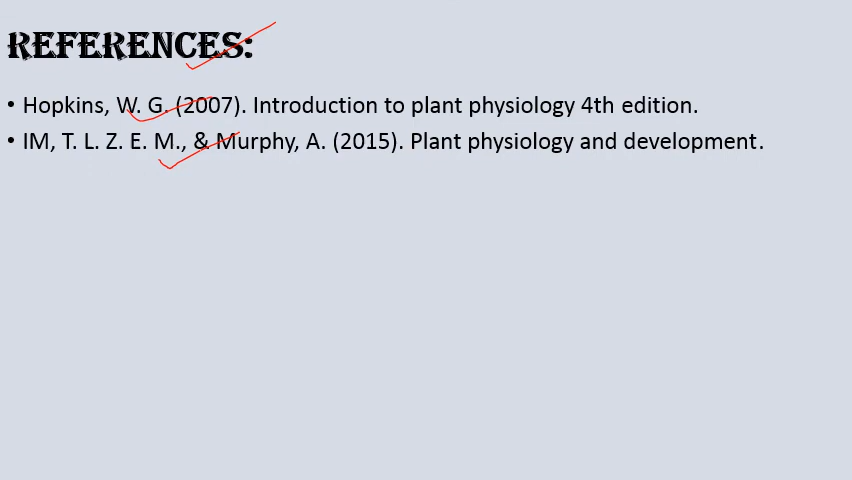 REFERENCES:
• Hopkins, W. G. (2007). Introduction to plant physiology 4th edition.
• IM, T. L. Z. E. M., & Murphy, A. (2015). Plant physiology and development.